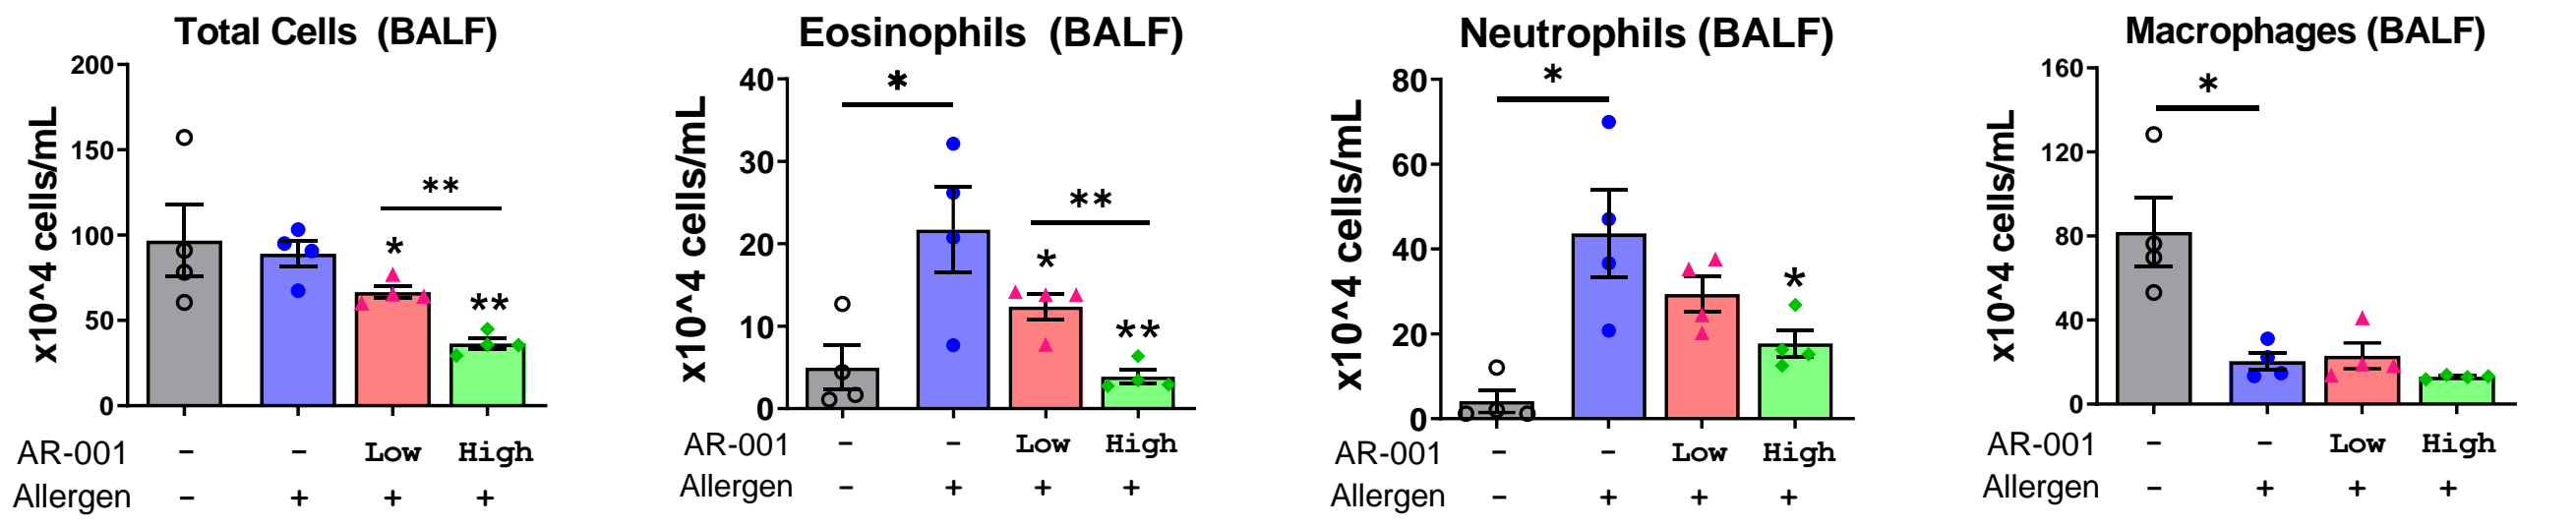 Total Cells (BALF)
x10^4 cells/mL
200
150
100
50
0
**
*
**
AR-001 - - Low High
Allergen - + + +
Eosinophils (BALF)
x10^4 cells/mL
40
30
20
10
0
*
**
*
**
AR-001 - - Low High
Allergen - + + +
Neutrophils (BALF)
x10^4 cells/mL
80
60
40
20
0
*
*
AR-001 - - Low High
Allergen - + + +
Macrophages (BALF)
x10^4 cells/mL
160
120
80
40
0
*
AR-001 - - Low High
Allergen - + + +